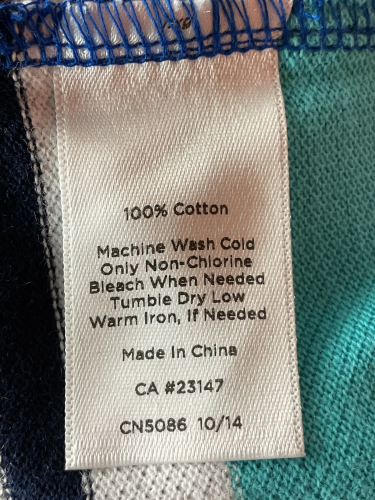 100% Cotton
Machine Wash Cold
Only Non-Chlorine
Bleach When Needed
Tumble Dry Low
Warm Iron, If Needed
Made In China
CA #23147
CN5086 10/14